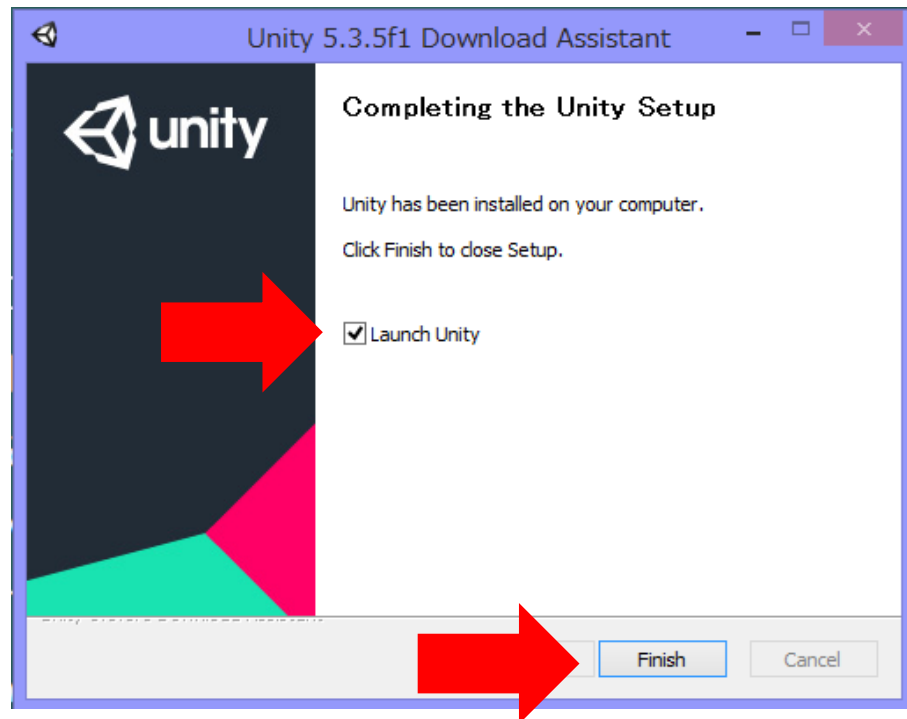 Unity 5.3.5f1 Download Assistant
unity
Completing the Unity Setup
Unity has been installed on your computer.
Click Finish to close Setup.
Launch Unity
Finish
Cancel